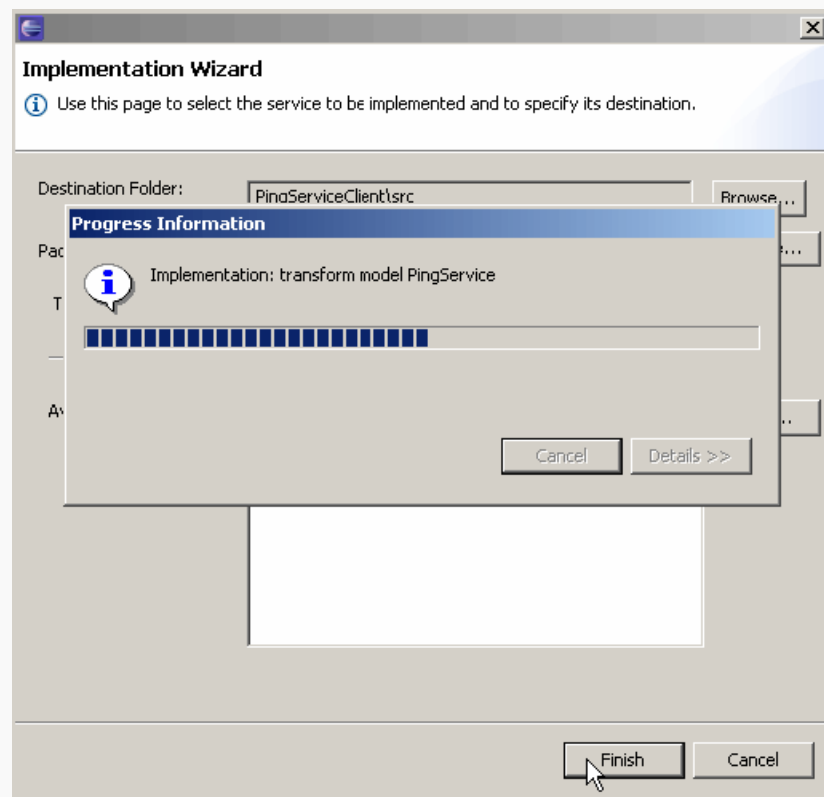 Implementation Wizard
Use this page to select the service to be implemented and to specify its destination.
Destination Folder:
PingServiceClient\src
Browse...
Progress Information
Implementation: transform model PingService
Cancel
Details >>
Finish
Cancel